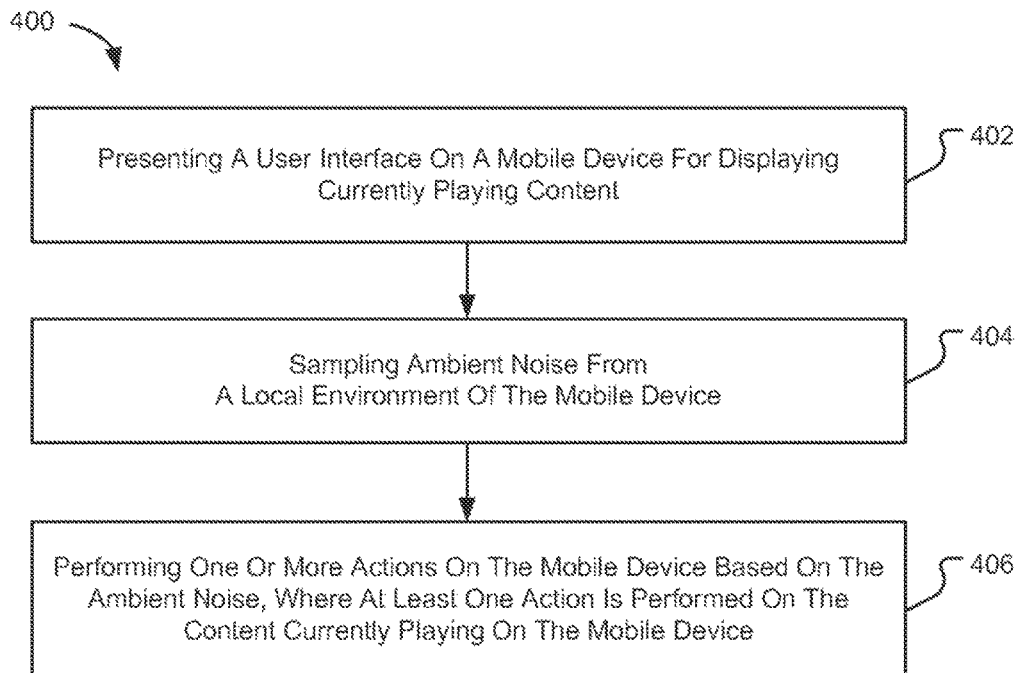 400
Presenting A User Interface On A Mobile Device For Displaying
Currently Playing Content
402
Sampling Ambient Noise From
A Local Environment Of The Mobile Device
404
Performing One Or More Actions On The Mobile Device Based On The
Ambient Noise, Where At Least One Action Is Performed On The
Content Currently Playing On The Mobile Device
406